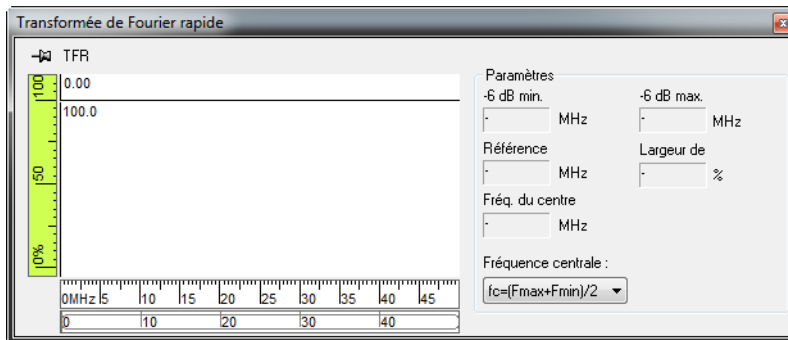 Transformée de Fourier rapide
TFR
100
50
0%
0.00
100.0
0MHz 5 10 15 20 25 30 35 40 45
0 10 20 30 40
Paramètres
-6 dB min. -6 dB max.
- MHz - MHz
Référence Largeur de
- MHz - %
Fréq. du centre
- MHz
Fréquence centrale :
fc=(Fmax+Fmin)/2